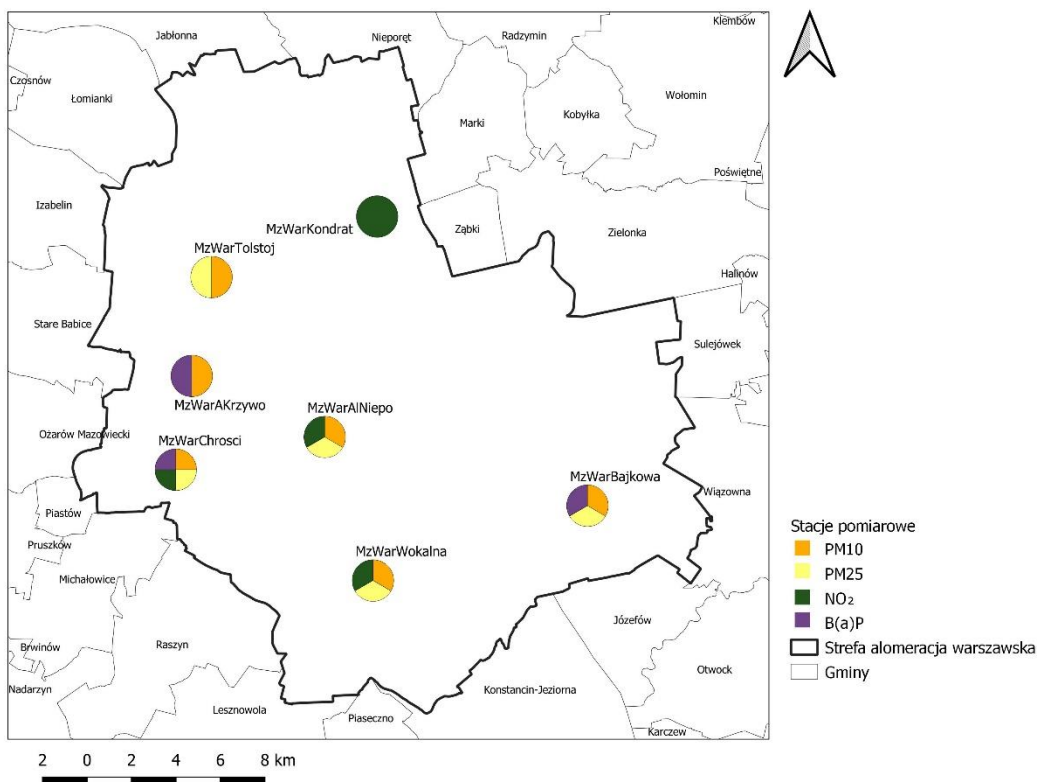 Klembów
Jabłonna
Nieporęt
Radzymin
Czosnów
Łomianki
Wołomin
Marki
Kobyłka
Poświętne
Izabelin
MzWarKondrat
Ząbki
Zielonka
MzWarTolstoj
Halinów
Stare Babice
Sulejówek
MzWarAKrzywo
MzWarAlNiepo
Ożarów Mazowiecki
MzWarChrosci
MzWarBajkowa
Wiązowna
Piastów
Pruszków
Michałowice
MzWarWokalna
Józefów
Brwinów
Raszyn
Otwock
Nadarzyn
Konstancin-Jeziorna
Lesznowola
Piaseczno
Karczew
Stacje pomiarowe
PM10
PM25
NO₂
B(a)P
Strefa alomeracja warszawska
Gminy
2 0 2 4 6 8 km